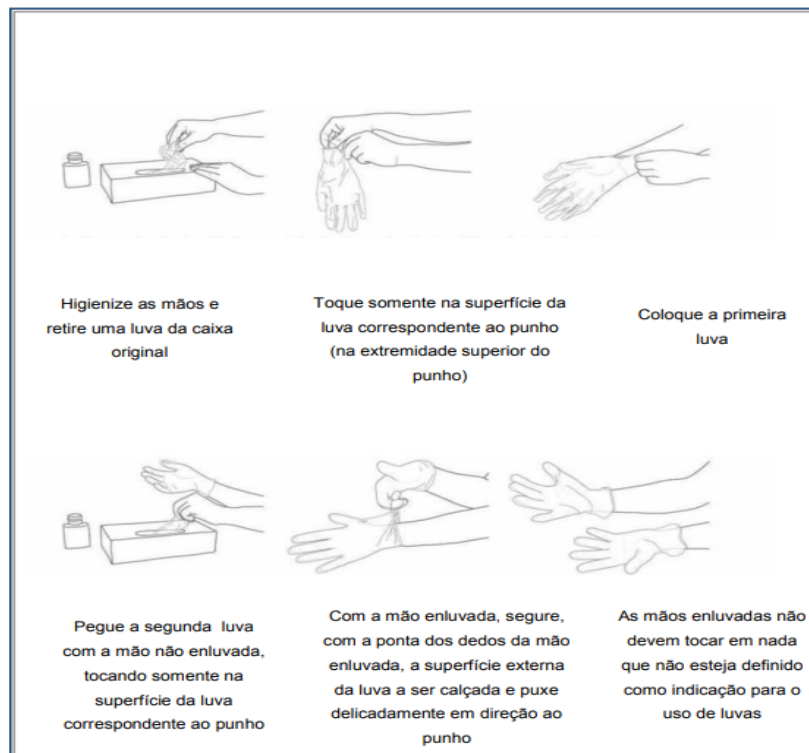 Higienize as mãos e
retire uma luva da caixa
original
Toque somente na superfície da
luva correspondente ao punho
(na extremidade superior do
punho)
Coloque a primeira
luva
Pegue a segunda luva
com a mão não enluvada,
tocando somente na
superfície da luva
correspondente ao punho
Com a mão enluvada, segure,
com a ponta dos dedos da mão
enluvada, a superfície externa
da luva a ser calçada e puxe
delicadamente em direção ao
punho
As mãos enluvadas não
devem tocar em nada
que não esteja definido
como indicação para o
uso de luvas